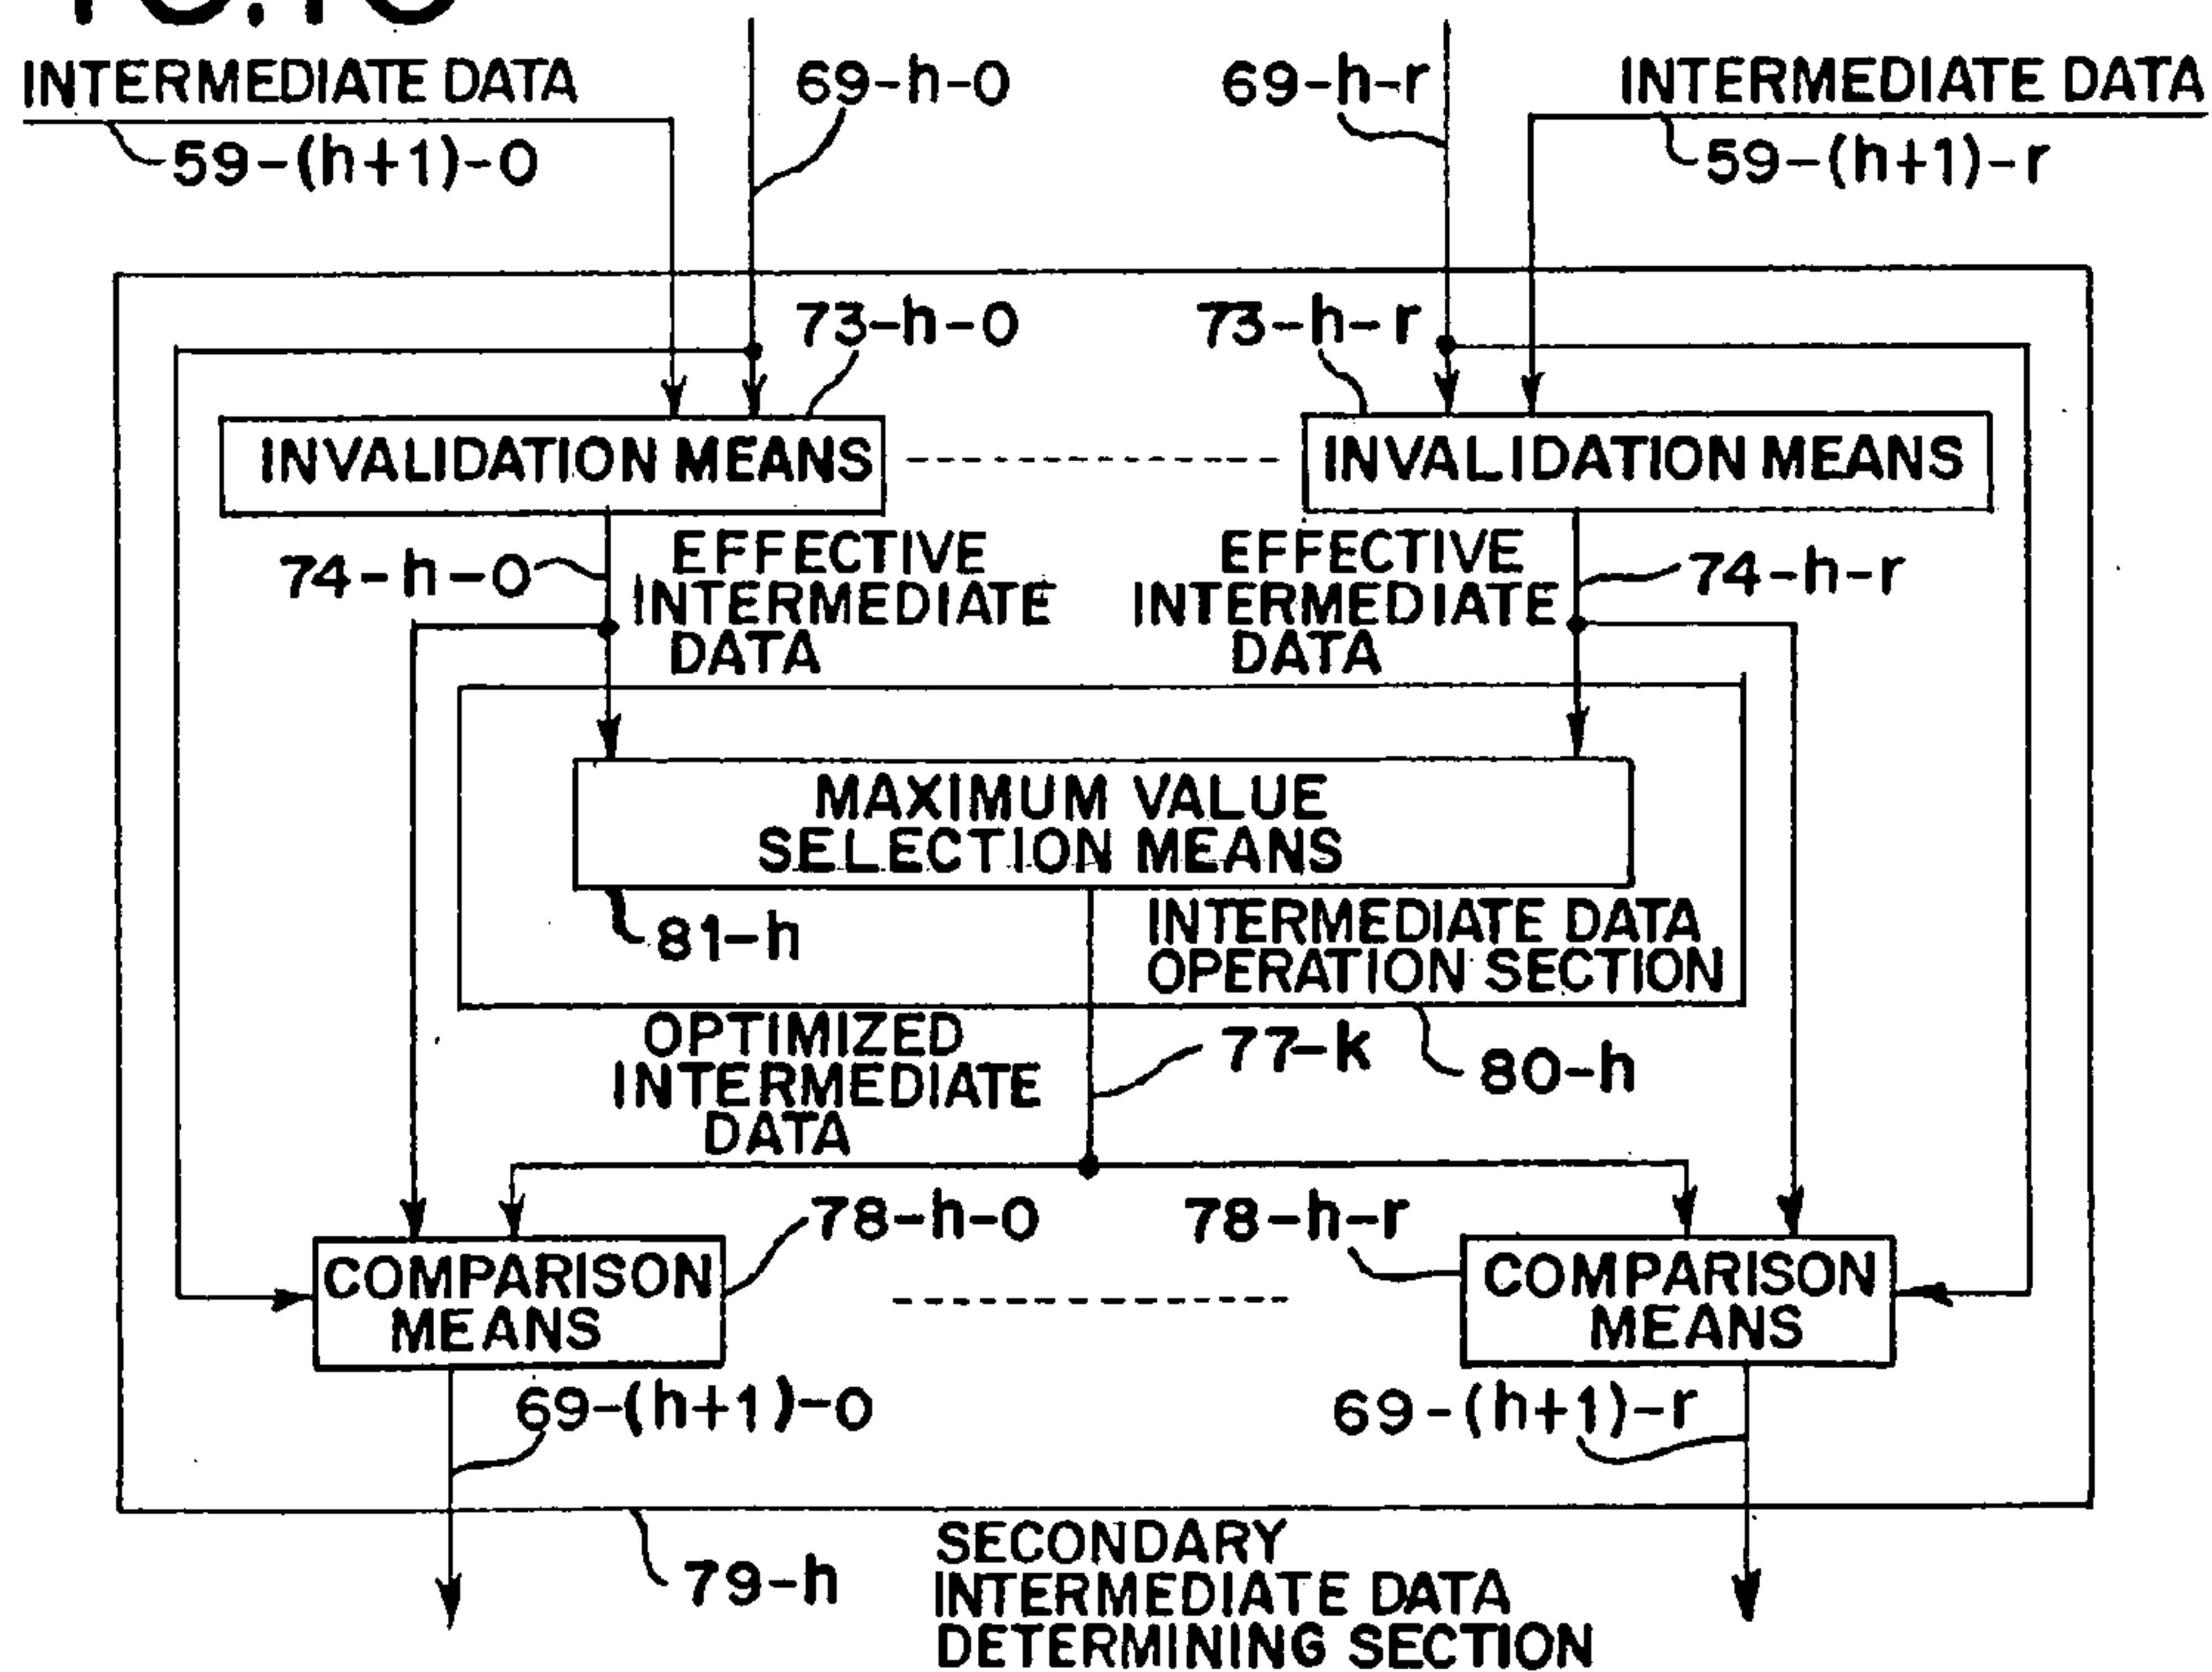 INTERMEDIATE DATA
69-h-0
69-h-r
INTERMEDIATE DATA
59-(h+1)-0
59-(h+1)-r
73-h-0
73-h-r
INVALIDATION MEANS
INVALIDATION MEANS
74-h-0
EFFECTIVE
INTERMEDIATE
DATA
EFFECTIVE
INTERMEDIATE
DATA
74-h-r
MAXIMUM VALUE
SELECTION MEANS
81-h
INTERMEDIATE DATA
OPERATION SECTION
OPTIMIZED
INTERMEDIATE
DATA
77-k
80-h
78-h-0
78-h-r
COMPARISON
MEANS
COMPARISON
MEANS
69-(h+1)-0
69-(h+1)-r
79-h
SECONDARY
INTERMEDIATE DATA
DETERMINING SECTION